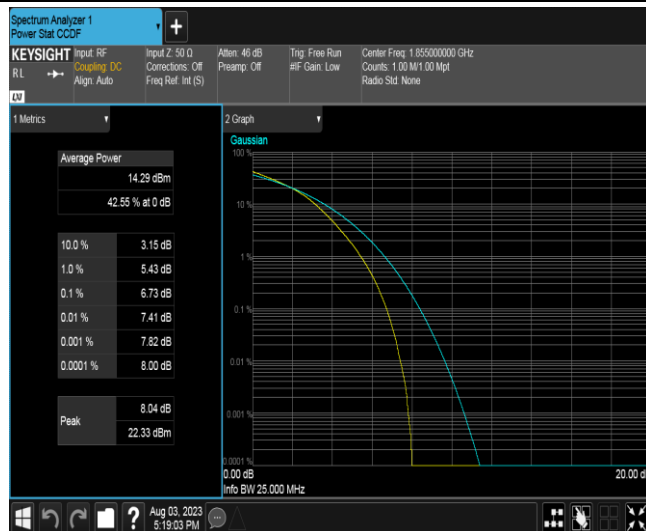 Spectrum Analyzer 1
Power Stat CCDF
+
KEYSIGHT
RL
Input: RF
Coupling: DC
Align: Auto
Input Z: 50 Ω
Corrections: Off
Freq Ref: Int (S)
Atten: 46 dB
Preamp: Off
Trig: Free Run
#IF Gain: Low
Center Freq: 1.855000000 GHz
Counts: 1.00 M/1.00 Mpt
Radio Std: None
1 Metrics
Average Power
14.29 dBm
42.55 % at 0 dB
10.0 % 3.15 dB
1.0 % 5.43 dB
0.1 % 6.73 dB
0.01 % 7.41 dB
0.001 % 7.82 dB
0.0001 % 8.00 dB
Peak
8.04 dB
22.33 dBm
2 Graph
Gaussian
100 %
10 %
1 %
0.1 %
0.01 %
0.001 %
0.0001 %
0.00 dB
20.00 d
Info BW 25.000 MHz
?
Aug 03, 2023
5:19:03 PM